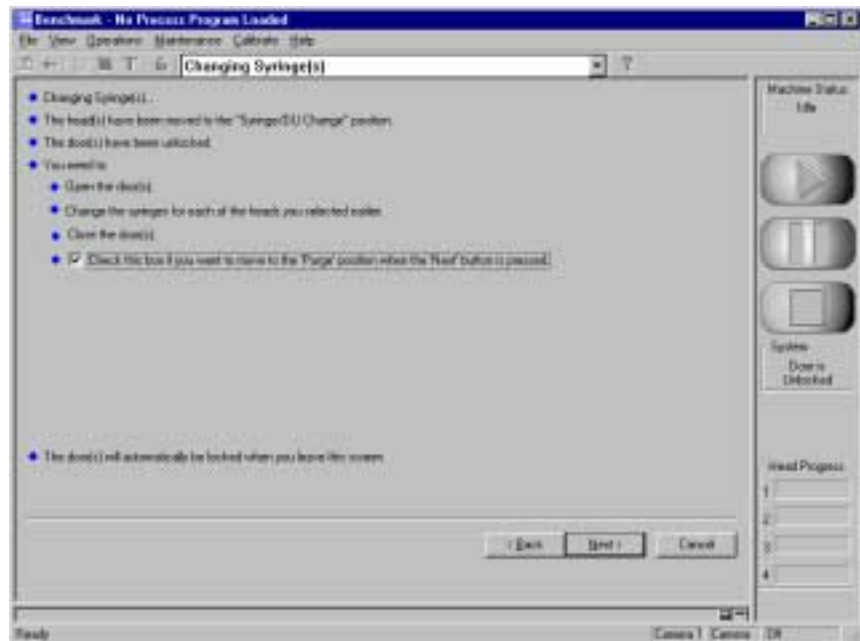 Benchmark - No Process Program Loaded
File View Operations Maintenance Calibrate Help
Changing Syringe(s)
Changing Syringe(s)...
The head(s) have been moved to the "Syringe/DU Change" position.
The door(s) have been unlocked.
You need to:
Open the door(s).
Change the syringes for each of the heads you selected earlier.
Close the door(s).
Check this box if you want to move to the 'Purge' position when the 'Next' button is pressed.
The door(s) will automatically be locked when you leave this screen.
< Back Next > Cancel
Machine Status
Idle
System
Door is
Unlocked
Head Progress
1
2
3
4
Ready Camera 1 Camera Off